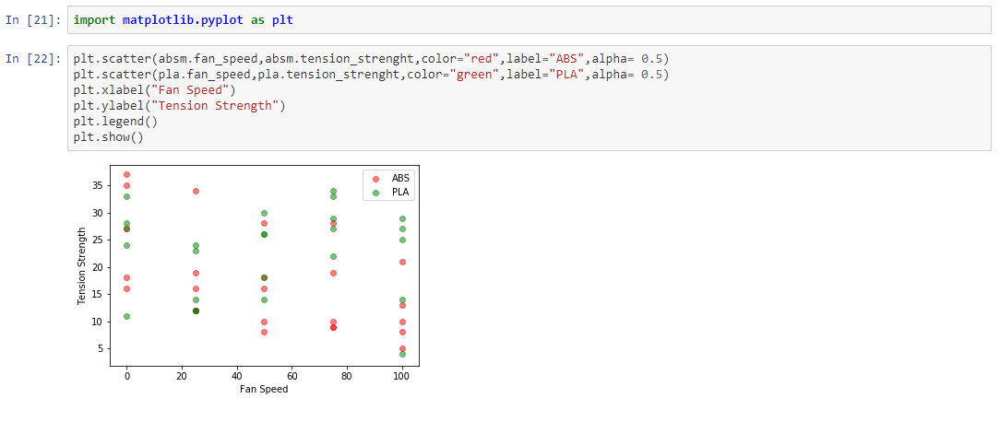 In [21]: import matplotlib.pyplot as plt
In [22]: plt.scatter(absm.fan_speed,absm.tension_strenght,color="red",label="ABS",alpha= 0.5)
plt.scatter(pla.fan_speed,pla.tension_strenght,color="green",label="PLA",alpha= 0.5)
plt.xlabel("Fan Speed")
plt.ylabel("Tension Strength")
plt.legend()
plt.show()
ABS
PLA
35
30
25
20
15
10
5
Tension Strength
0 20 40 60 80 100
Fan Speed